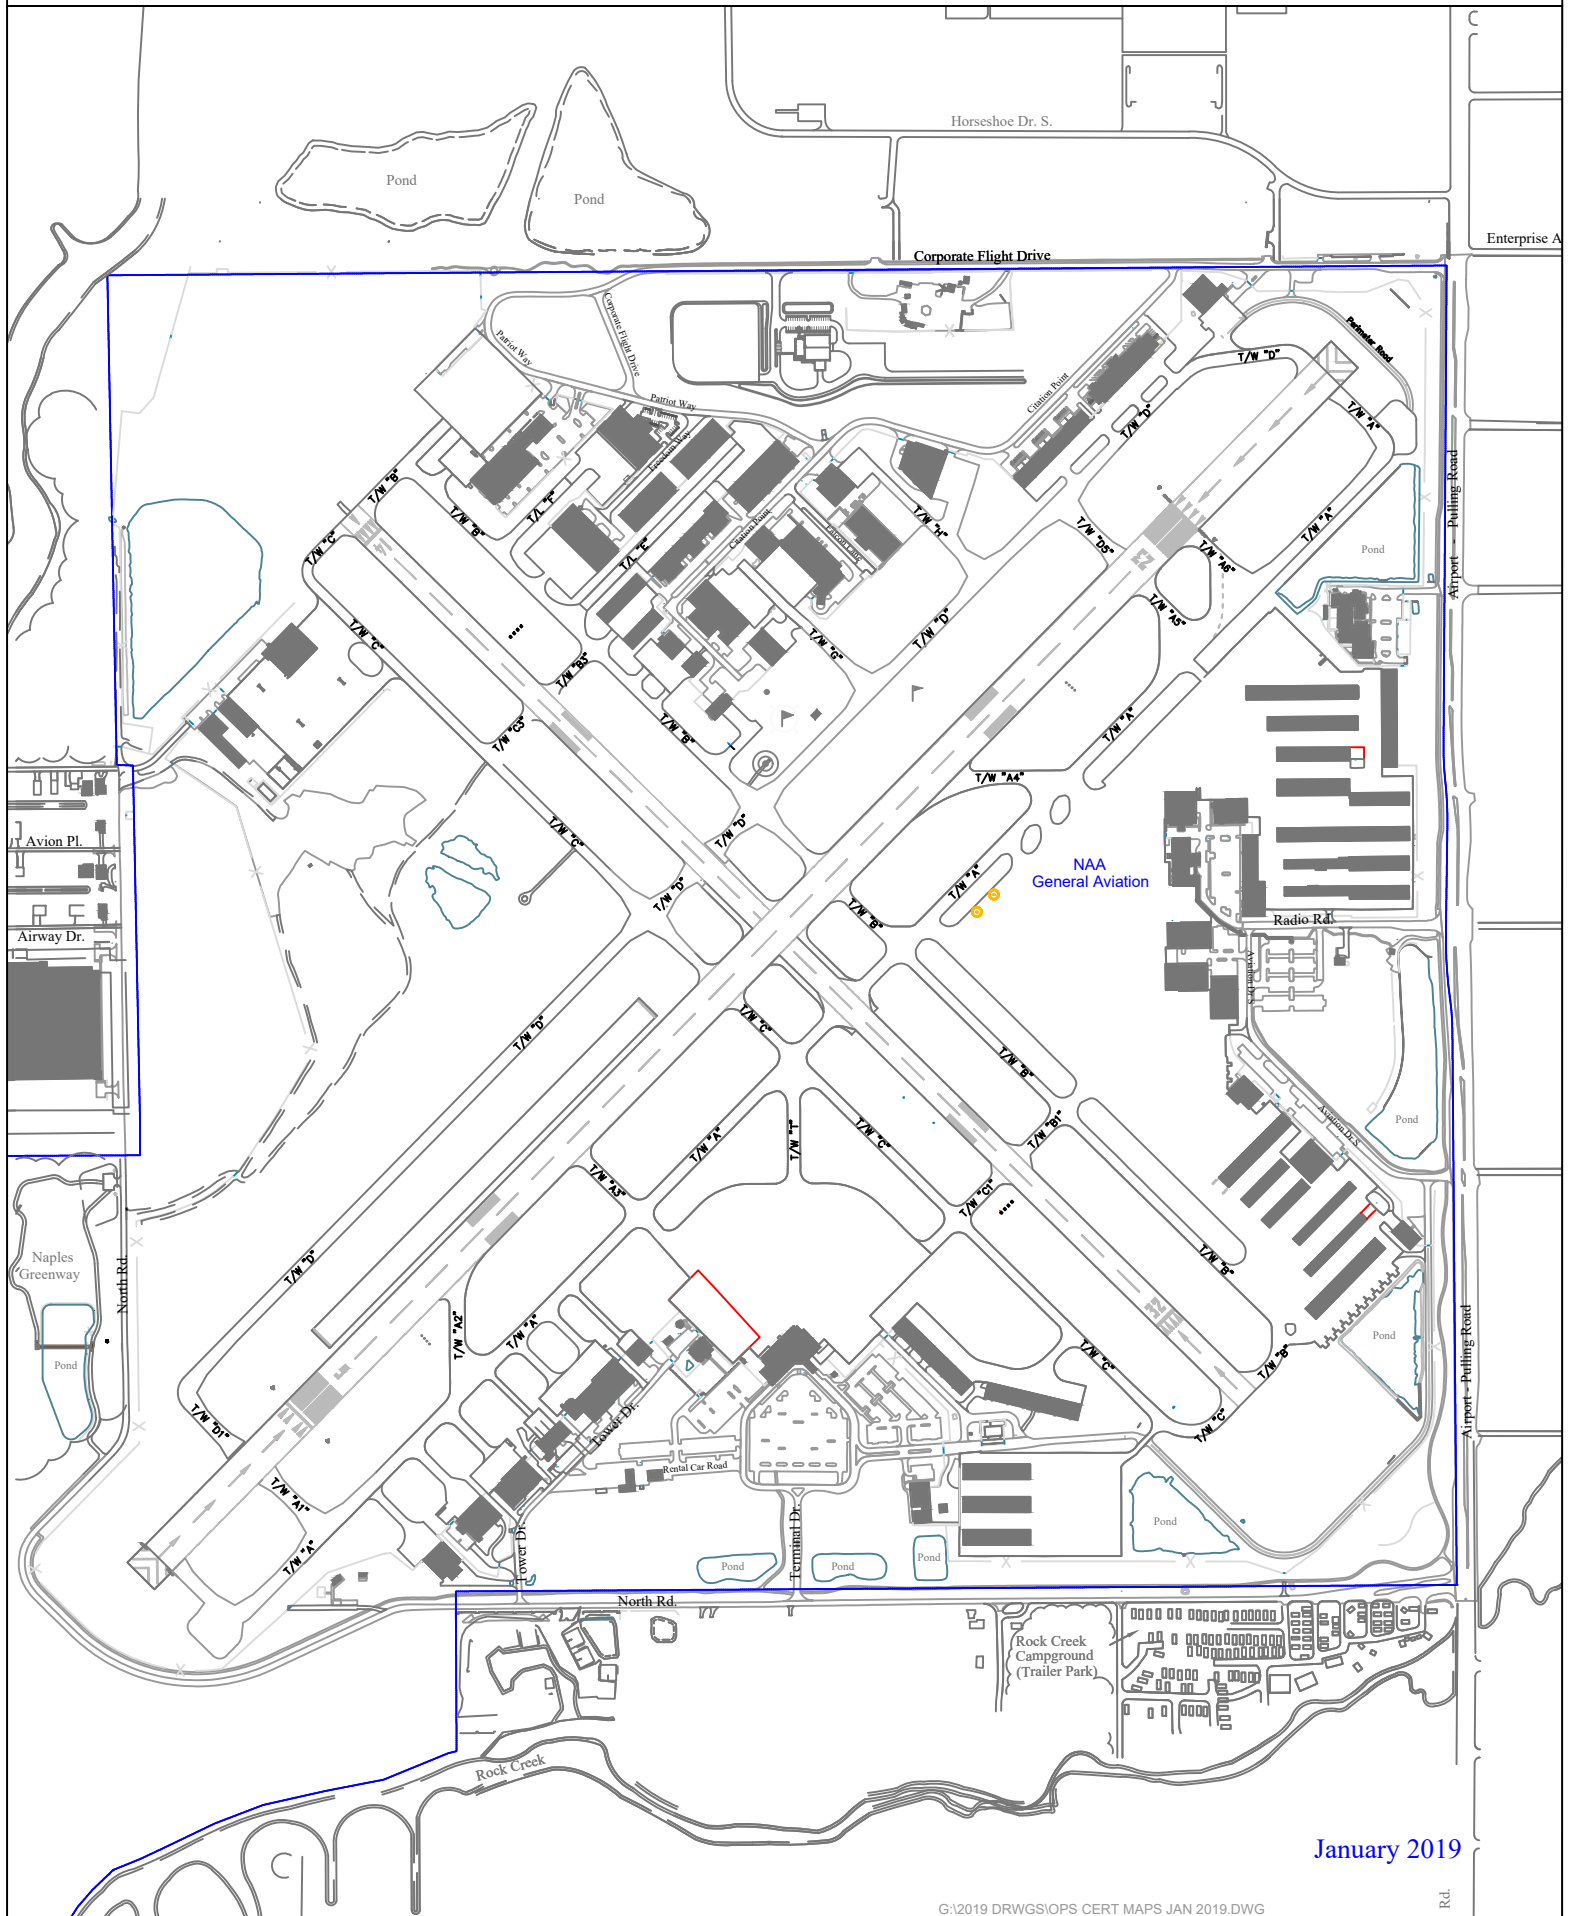 Horseshoe Dr. S.
Pond
Pond
Enterprise A
Corporate Flight Drive
Corporate Flight Drive
Patriot Way
Perimeter Road
T/W "D"
Citation Point
Patriot Way
T/W "A"
T/W "D"
Freedom Way
T/W "B"
T/L "F"
T/W "B"
Citation Point
T/W "H"
Falcon Lane
T/W "A"
Airport - Pulling Road
14
T/W "C"
T/L "E"
T/W "D5"
23
T/W "A6"
Pond
T/W "A5"
T/W "C"
T/W "D"
T/W "G"
T/W "B3"
T/W "C3"
T/W "B"
T/W "A"
T/W "A4"
T/W "C"
T/W "D"
Avion Pl.
NAA
General Aviation
T/W "A"
T/W "D"
T/W "B"
Radio Rd.
Airway Dr.
Aviation Dr. S
T/W "D"
T/W "C"
T/W "B"
Pond
T/W "A"
T/W "T"
T/W "C"
T/W "B1"
Aviation Dr. S
T/W "A3"
T/W "C1"
Naples
Greenway
North Rd.
T/W "D"
T/W "B"
T/W "A2"
T/W "A"
32
Pond
Airport - Pulling Road
Pond
T/W "C"
T/W "B"
5
T/W "D1"
Tower Dr.
T/W "C"
Rental Car Road
T/W "A1"
Terminal Dr.
Pond
T/W "A"
Tower Dr.
Pond
Pond
Pond
North Rd.
Rock Creek
Campground
(Trailer Park)
Rock Creek
January 2019
Rd.
G:\2019 DRWGS\OPS CERT MAPS JAN 2019.DWG